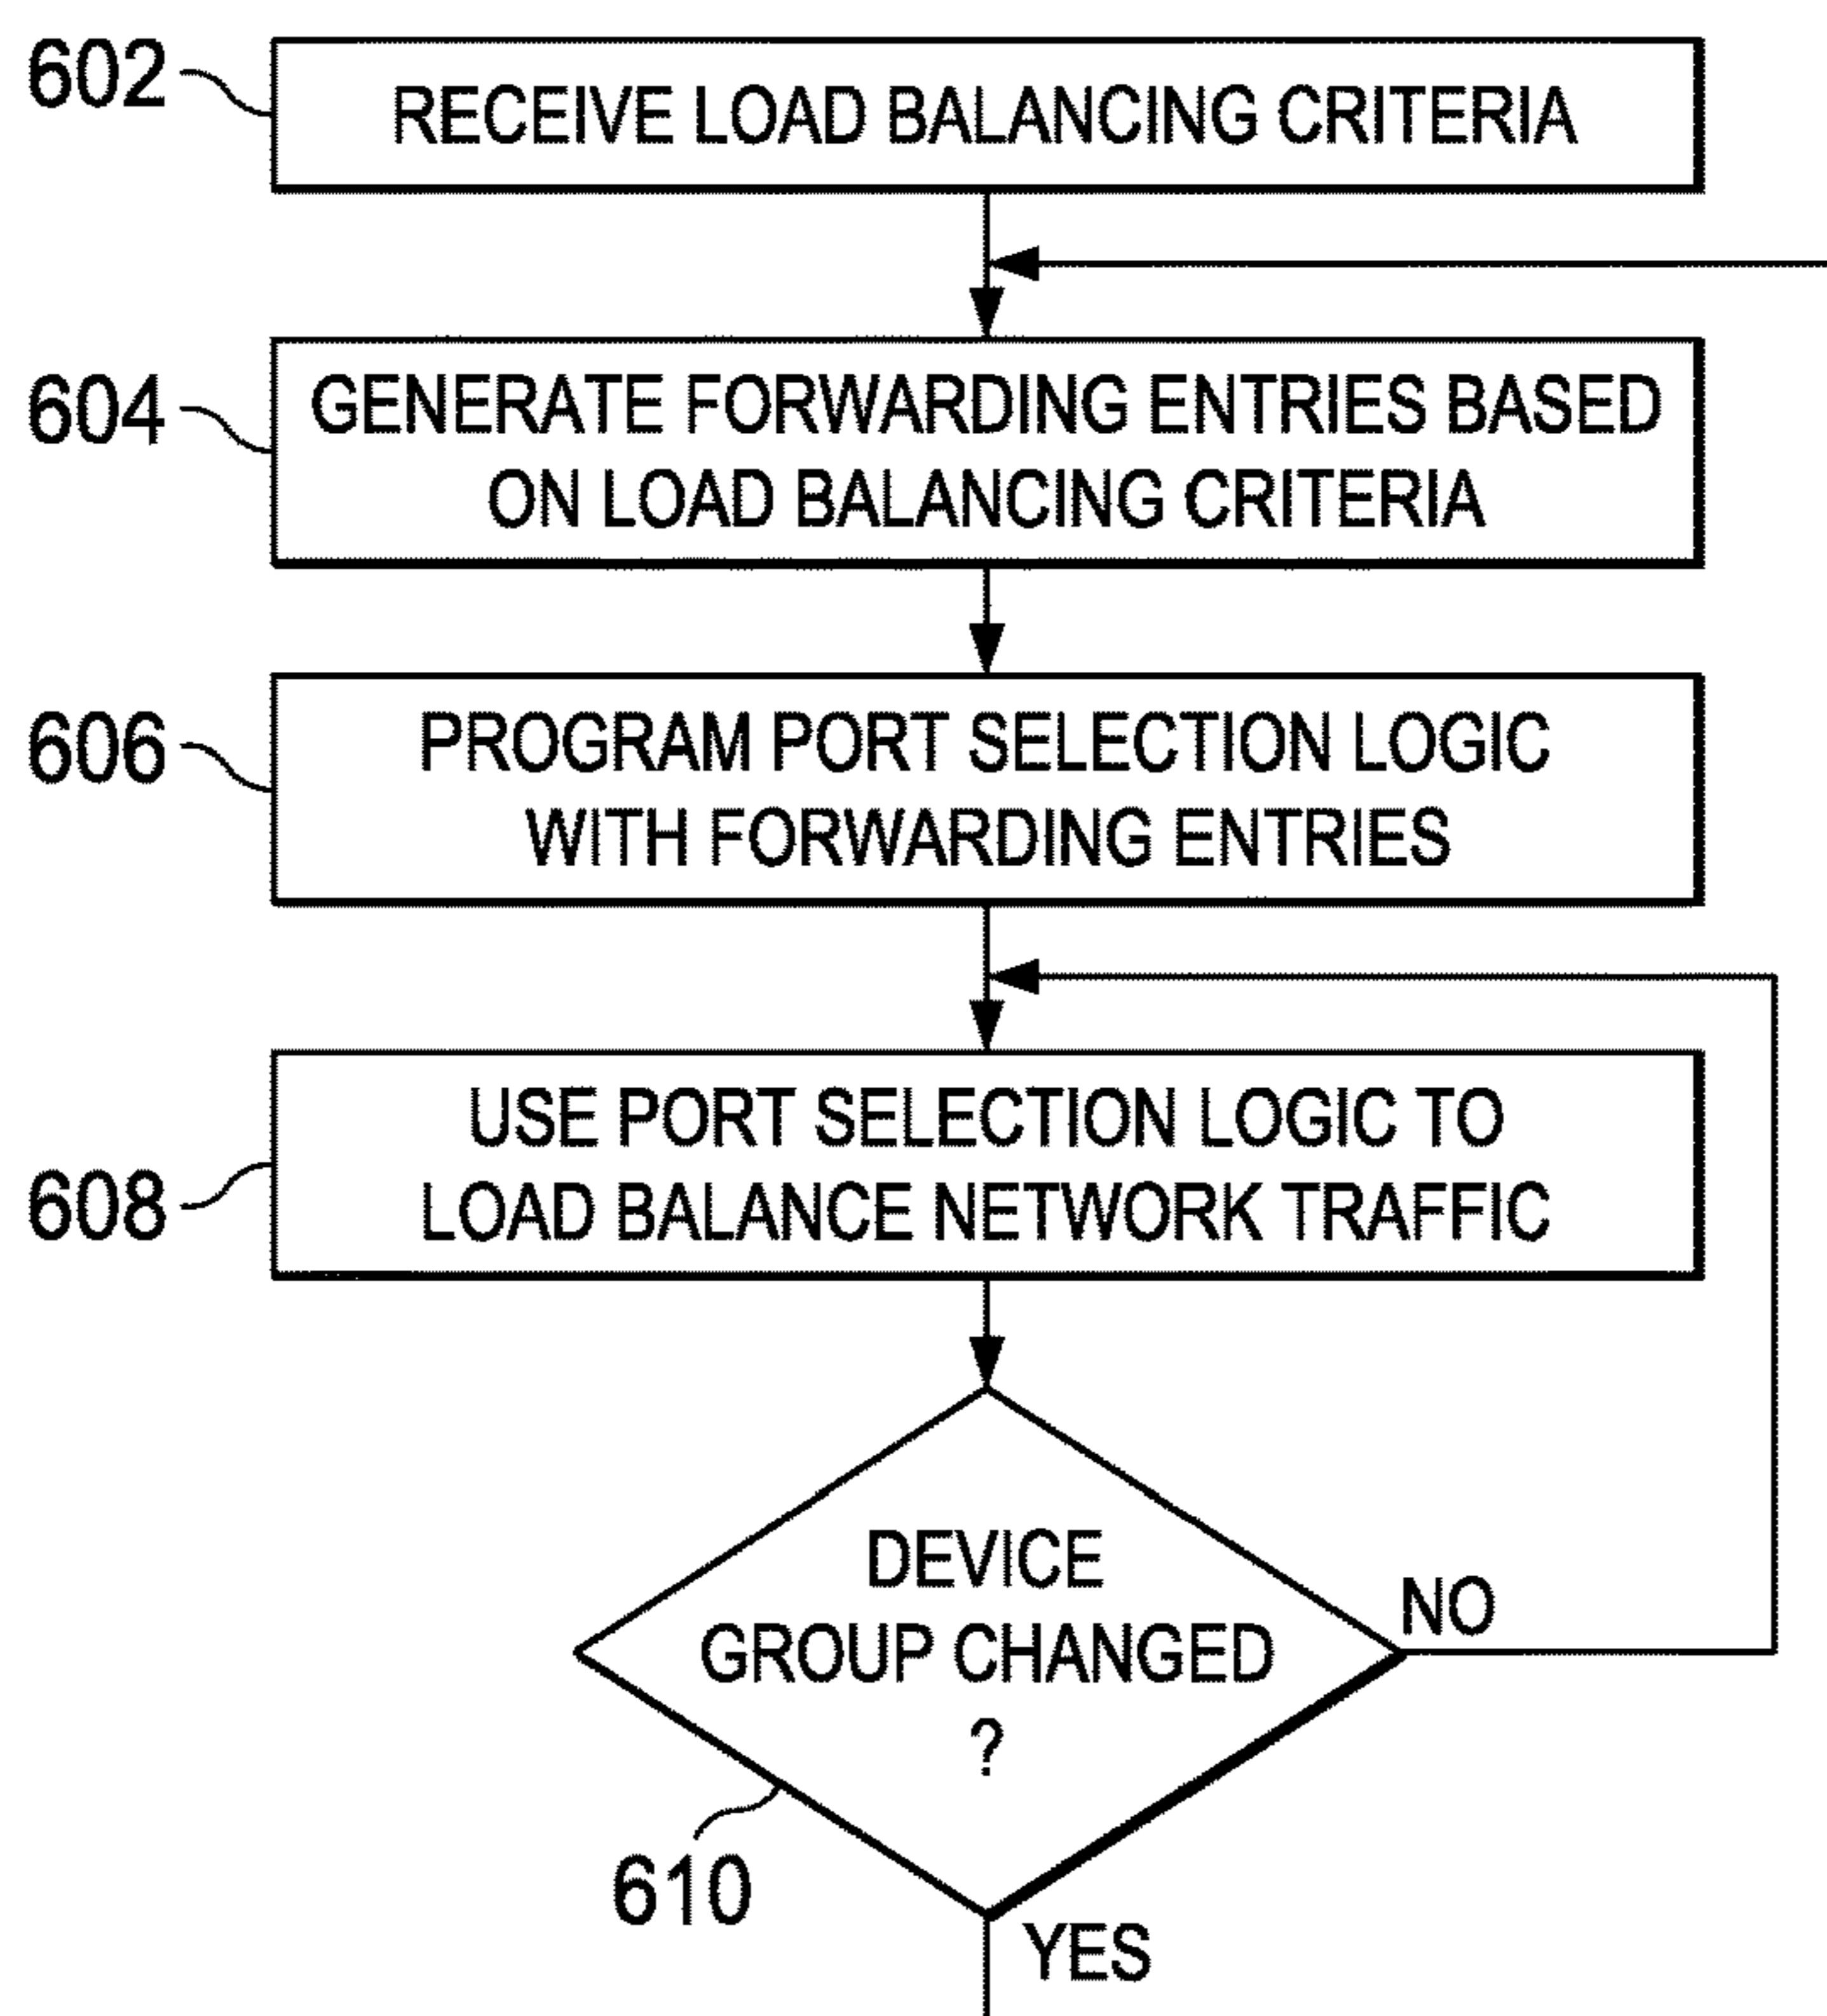 602
RECEIVE LOAD BALANCING CRITERIA
604
GENERATE FORWARDING ENTRIES BASED
ON LOAD BALANCING CRITERIA
606
PROGRAM PORT SELECTION LOGIC
WITH FORWARDING ENTRIES
608
USE PORT SELECTION LOGIC TO
LOAD BALANCE NETWORK TRAFFIC
DEVICE
GROUP CHANGED
?
NO
610
YES